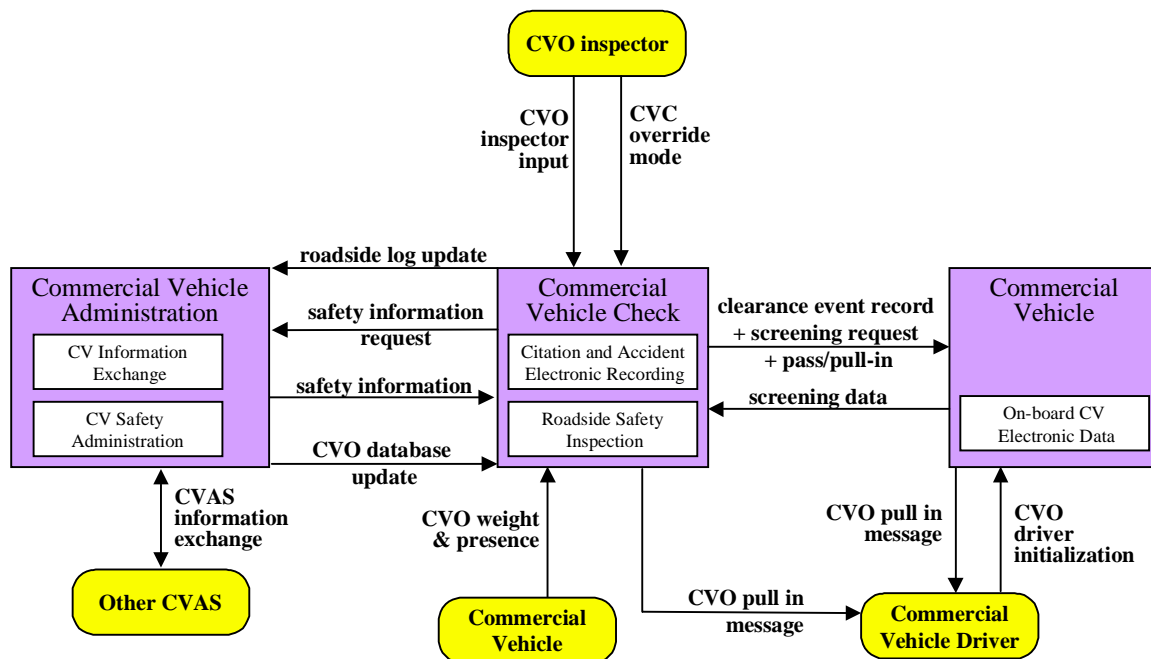 CVO inspector
CVO
inspector
input
CVC
override
mode
roadside log update
Commercial Vehicle
Administration
safety information
request
CV Information
Exchange
safety information
CV Safety
Administration
CVO database
update
Commercial
Vehicle Check
Citation and Accident
Electronic Recording
Roadside Safety
Inspection
clearance event record
+ screening request
+ pass/pull-in
screening data
Commercial
Vehicle
On-board CV
Electronic Data
CVAS
information
exchange
CVO weight
& presence
CVO pull in
message
CVO
driver
initialization
CVO pull in
message
Other CVAS
Commercial
Vehicle
Commercial
Vehicle Driver